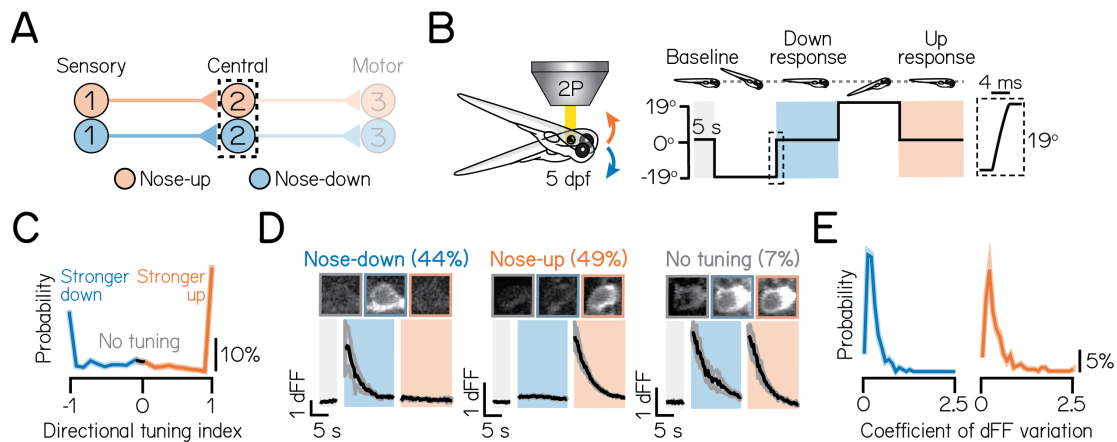 A
Sensory
Central
Motor
1
2
3
1
2
3
Nose-up
Nose-down
B
2P
5 dpf
Baseline
Down
response
Up
response
4 ms
19°
5 s
0°
-19°
19°
C
Probability
Stronger
down
Stronger
up
No tuning
10%
-1
0
1
Directional tuning index
D
Nose-down (44%)
Nose-up (49%)
No tuning (7%)
1 dFF
5 s
1 dFF
5 s
1 dFF
5 s
E
Probability
5%
0
2.5
0
2.5
Coefficient of dFF variation